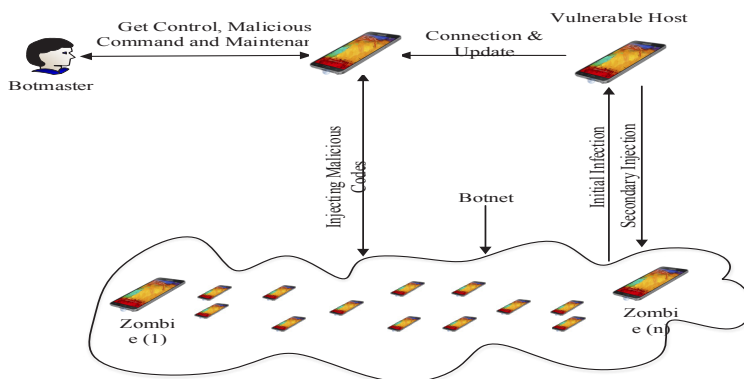 Vulnerable Host
Get Control, Malicious
Command and Maintenan
Connection &
Update
Botmaster
Injecting Malicious
Codes
Initial Infection
Secondary Injection
Botnet
Zombi
e (1)
Zombi
e (n)